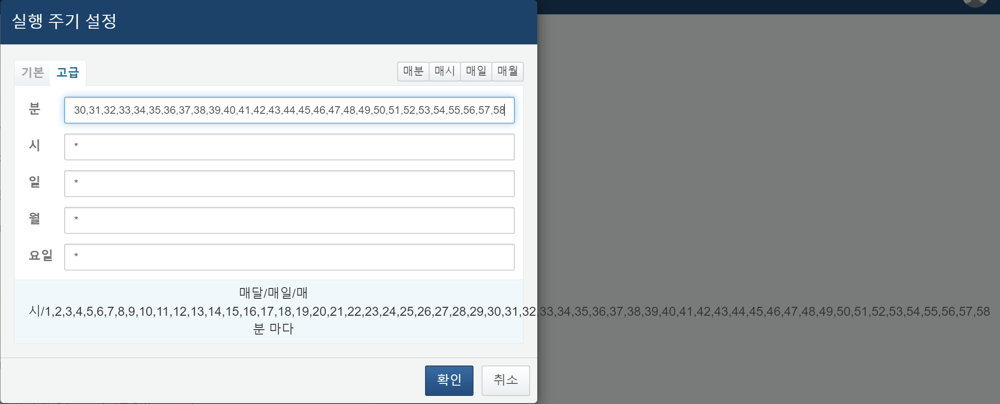 실행 주기 설정
기본 고급 매분 매시 매일 매월
분 30,31,32,33,34,35,36,37,38,39,40,41,42,43,44,45,46,47,48,49,50,51,52,53,54,55,56,57,58
시 *
일 *
월 *
요일 *
매달/매일/매
시/1,2,3,4,5,6,7,8,9,10,11,12,13,14,15,16,17,18,19,20,21,22,23,24,25,26,27,28,29,30,31,32,33,34,35,36,37,38,39,40,41,42,43,44,45,46,47,48,49,50,51,52,53,54,55,56,57,58
분 마다
확인 취소